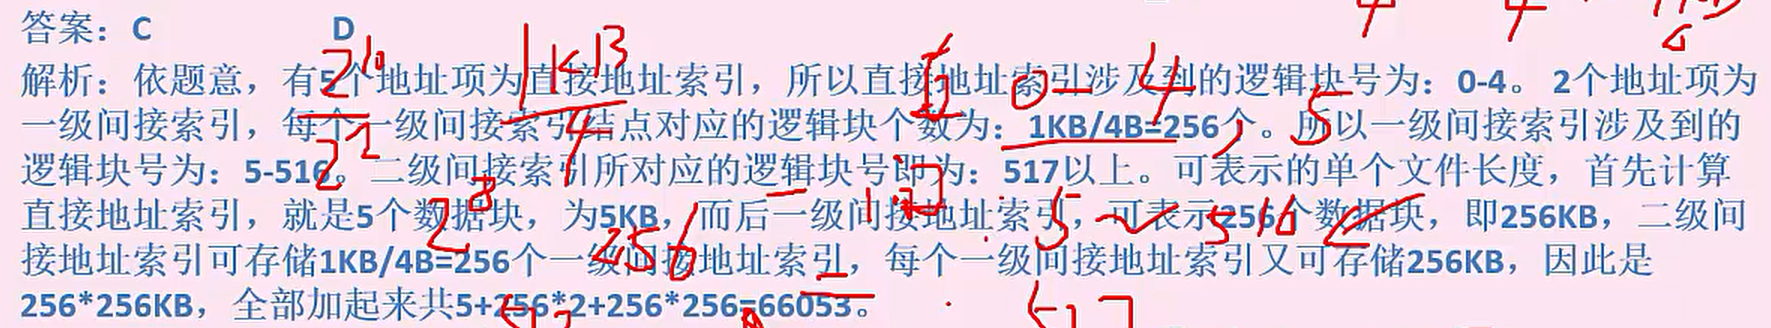 答案：C D
解析：依题意，有5个地址项为直接地址索引，所以直接地址索引涉及到的逻辑块号为：0-4。 2个地址项为
一级间接索引，每个一级间接索引结点对应的逻辑块个数为：1KB/4B=256个。所以一级间接索引涉及到的
逻辑块号为：5-516。二级间接索引所对应的逻辑块号即为：517以上。可表示的单个文件长度，首先计算
直接地址索引，就是5个数据块，为5KB，而后一级间接地址索引，可表示256个数据块，即256KB，二级间
接地址索引可存储1KB/4B=256个一级间接地址索引，每个一级间接地址索引又可存储256KB，因此是
256*256KB，全部加起来共5+256*2+256*256=66053。
2^10
2^2
2^8
1KB
4
256
0-4
5
5
517